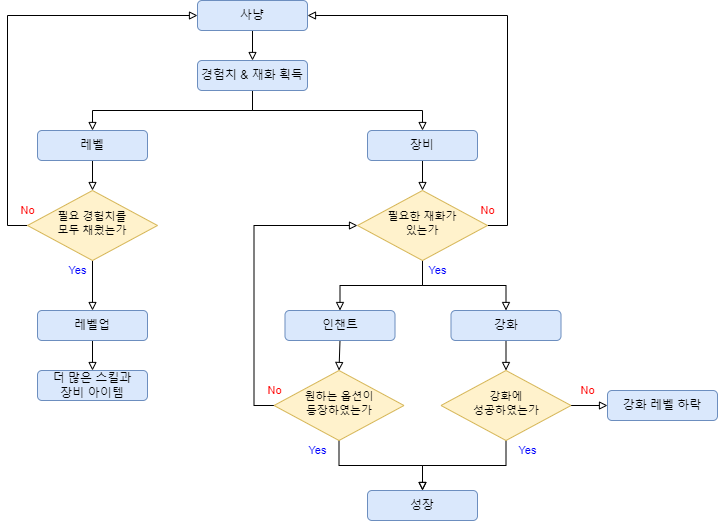 사냥
경험치 & 재화 획득
레벨
장비
필요 경험치를
모두 채웠는가
No
필요한 재화가
있는가
No
Yes
Yes
레벨업
인챈트
강화
더 많은 스킬과
장비 아이템
No
원하는 옵션이
등장하였는가
강화에
성공하였는가
No
강화 레벨 하락
Yes
Yes
성장